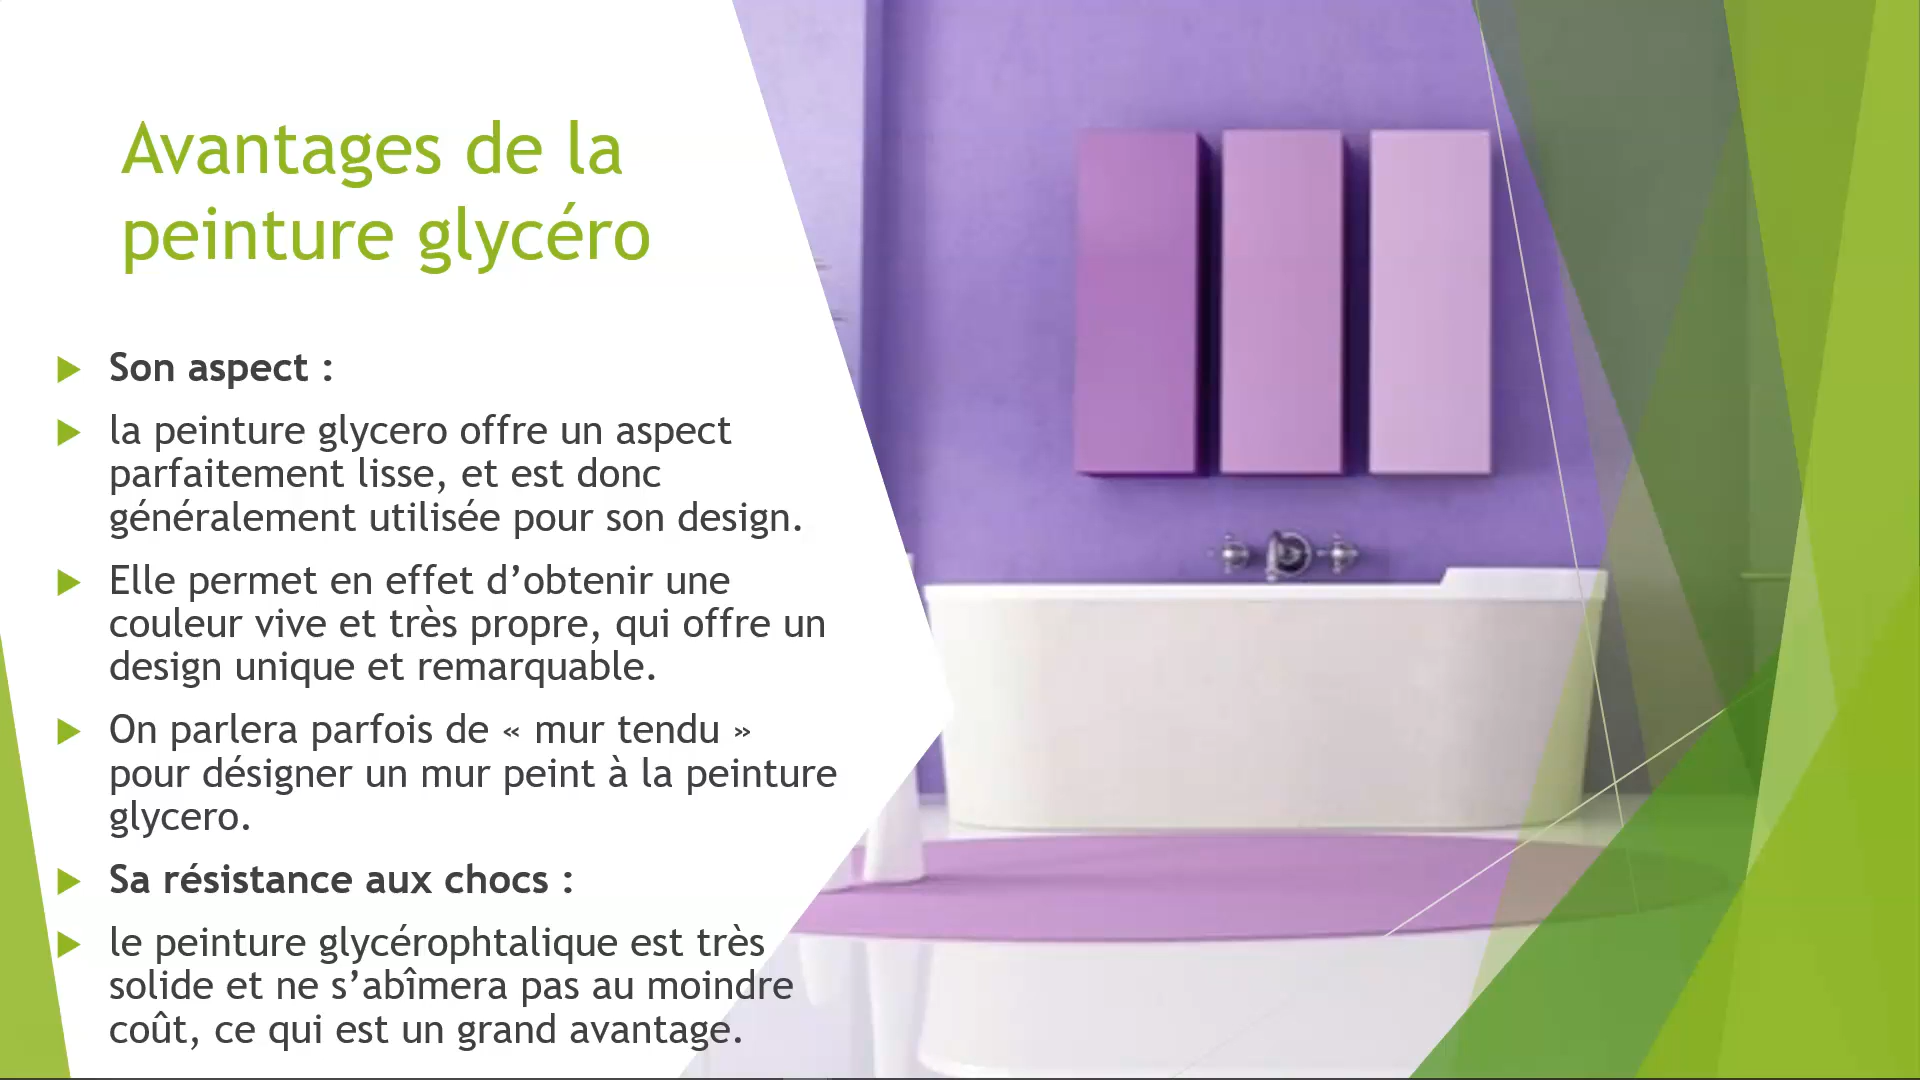 Avantages de la
peinture glycéro
Son aspect :
la peinture glycero offre un aspect
parfaitement lisse, et est donc
généralement utilisée pour son design.
Elle permet en effet d’obtenir une
couleur vive et très propre, qui offre un
design unique et remarquable.
On parlera parfois de « mur tendu »
pour désigner un mur peint à la peinture
glycero.
Sa résistance aux chocs :
le peinture glycérophtalique est très
solide et ne s’abîmera pas au moindre
coût, ce qui est un grand avantage.